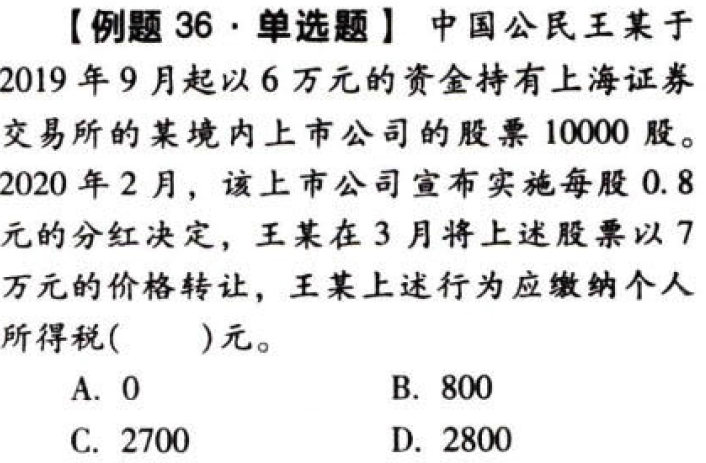 【例题 36 · 单选题】 中国公民王某于
2019 年 9 月起以 6 万元的资金持有上海证券
交易所的某境内上市公司的股票 10000 股。
2020 年 2 月，该上市公司宣布实施每股 0.8
元的分红决定，王某在 3 月将上述股票以 7
万元的价格转让，王某上述行为应缴纳个人
所得税(　　)元。
A. 0　　B. 800
C. 2700　　D. 2800